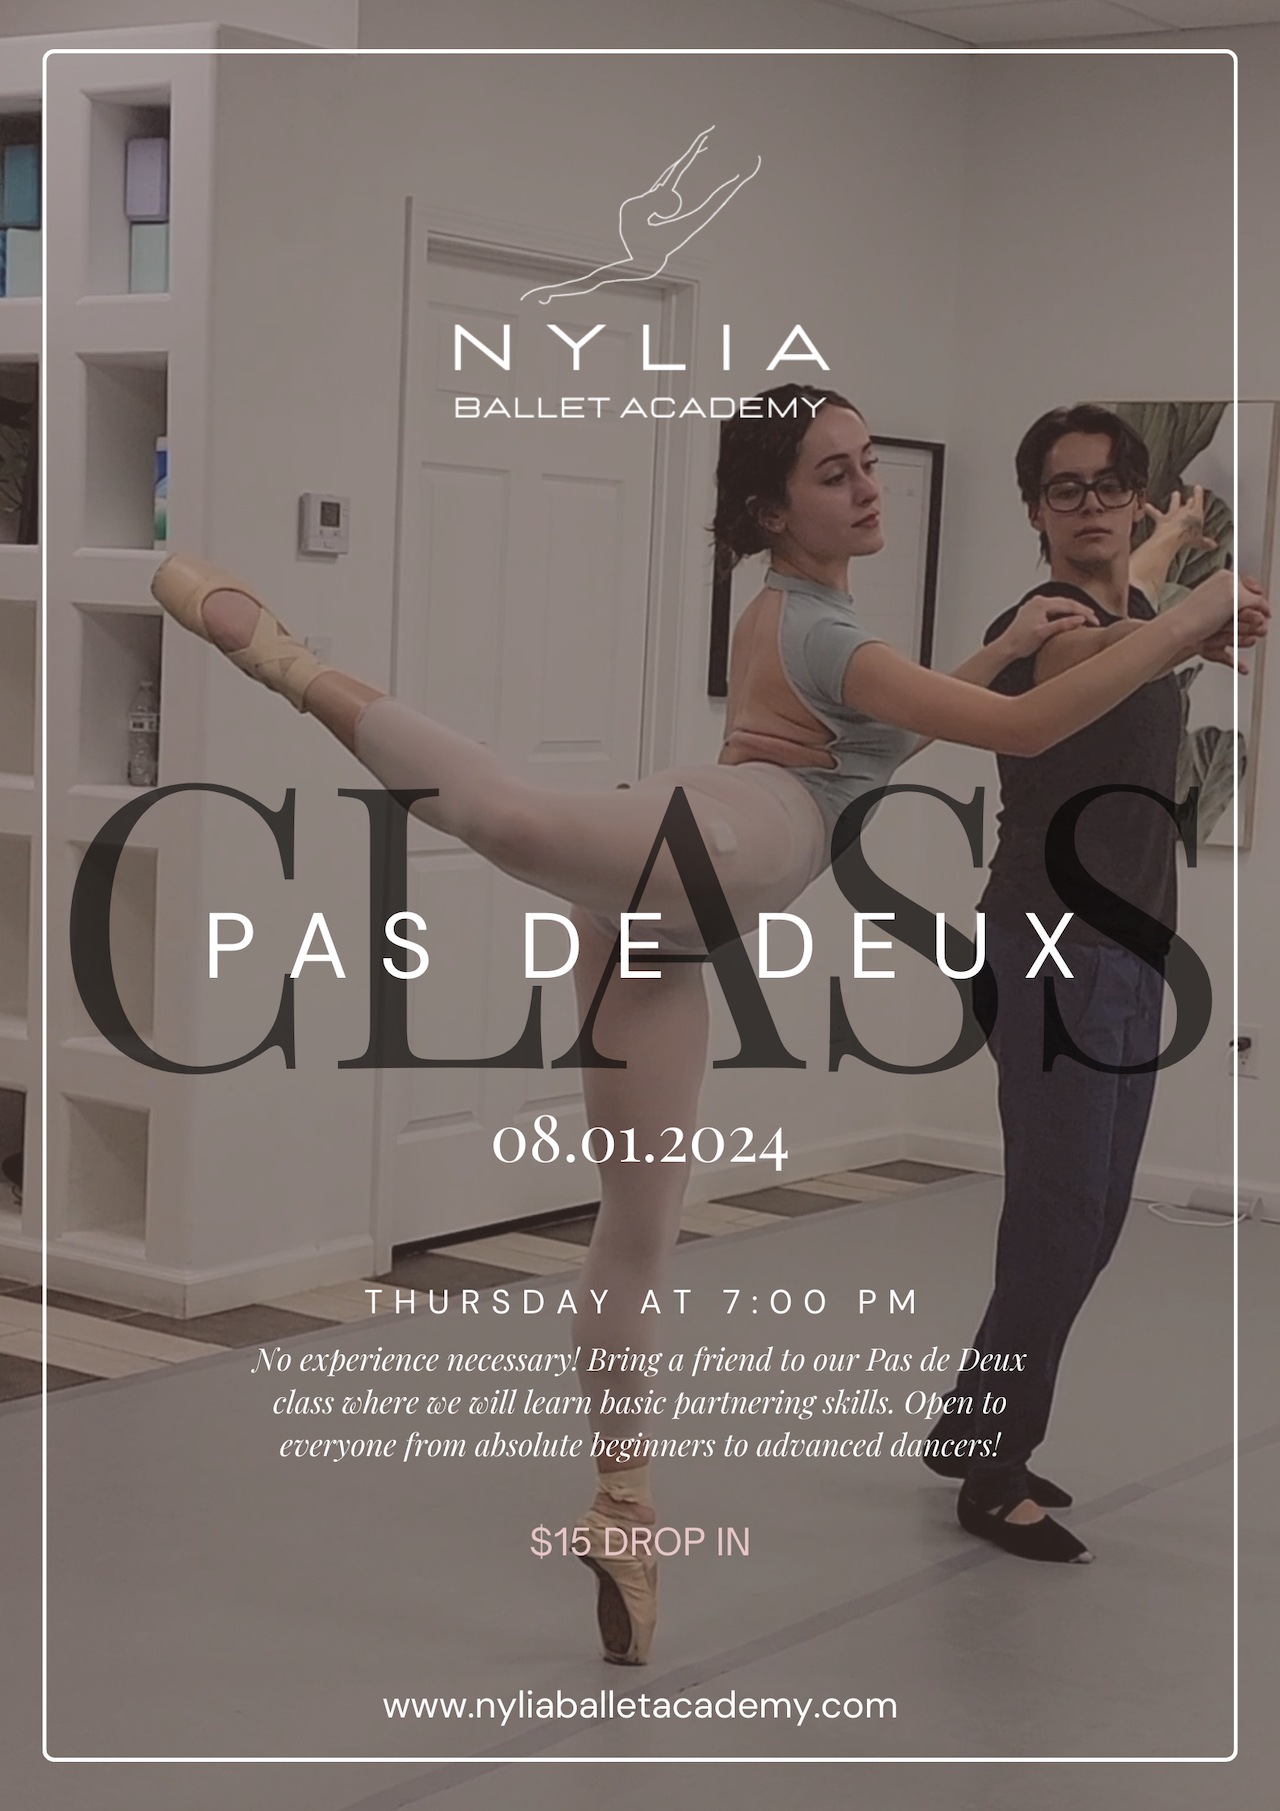 NYLIA
BALLET ACADEMY
CLASS
PAS DE DEUX
08.01.2024
THURSDAY AT 7:00 PM
No experience necessary! Bring a friend to our Pas de Deux
class where we will learn basic partnering skills. Open to
everyone from absolute beginners to advanced dancers!
$15 DROP IN
www.nyliaballetacademy.com